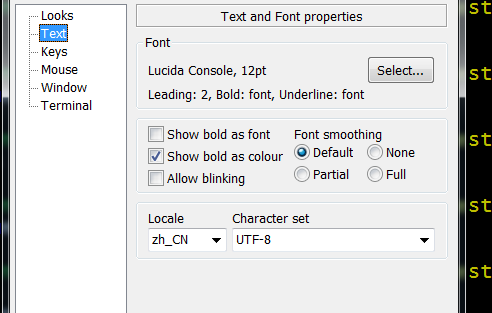 Looks
Text
Keys
Mouse
Window
Terminal
Text and Font properties
Font
Lucida Console, 12pt
Select...
Leading: 2, Bold: font, Underline: font
Show bold as font
Show bold as colour
Allow blinking
Font smoothing
Default
None
Partial
Full
Locale
Character set
zh_CN
UTF-8
st
st
st
st
st